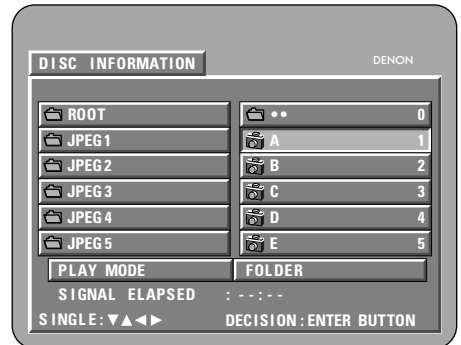 DISC INFORMATION DENON
ROOT •• 0
JPEG1 A 1
JPEG2 B 2
JPEG3 C 3
JPEG4 D 4
JPEG5 E 5
PLAY MODE FOLDER
SIGNAL ELAPSED : --:--
SINGLE:▼▲◄► DECISION:ENTER BUTTON